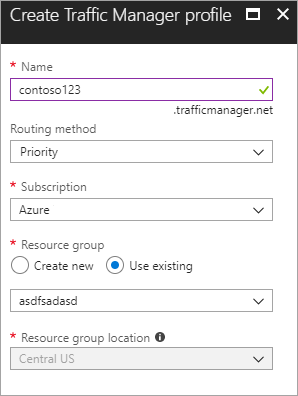 Create Traffic Manager profile
* Name
contoso123
.trafficmanager.net
Routing method
Priority
* Subscription
Azure
* Resource group
Create new Use existing
asdfsadasd
* Resource group location
Central US